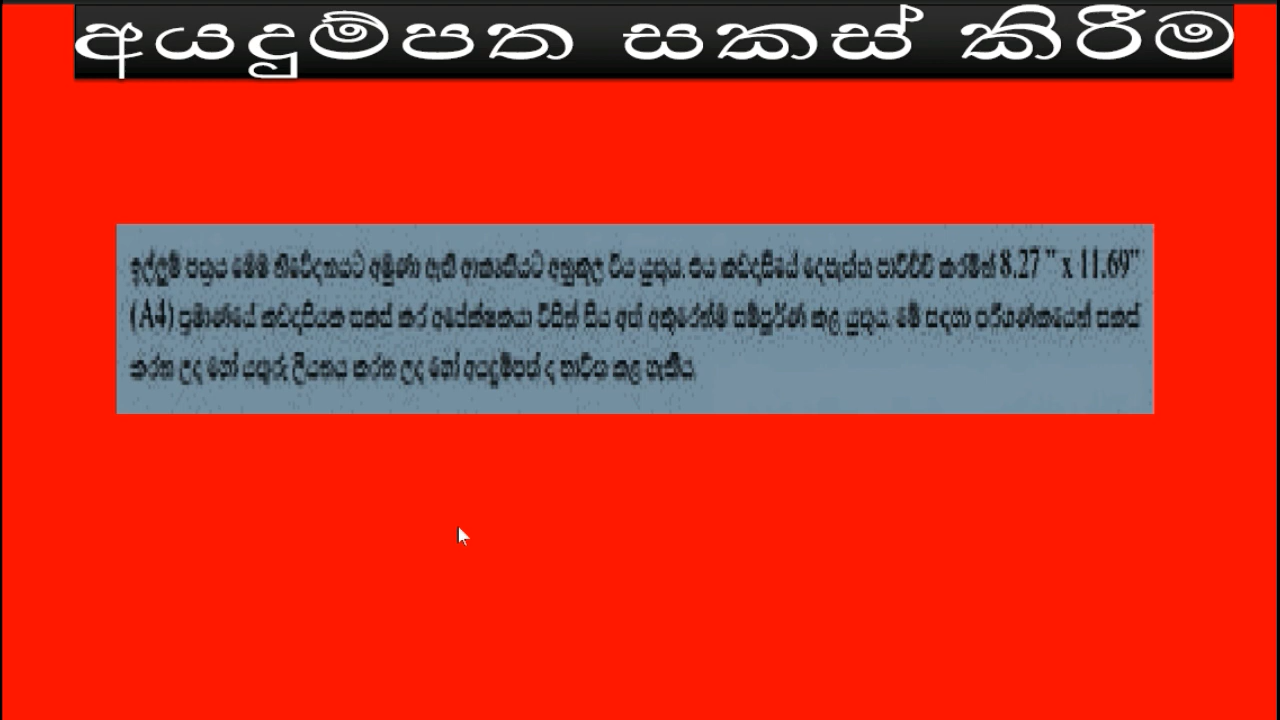 අයදුම්පත සකස් කිරීම
ඉල්ලුම් පත්‍රය මෙම නිවේදනයට අමුණා ඇති ආකෘතියට අනුකූල විය යුතුය. එය කඩදාසියේ දෙපැත්ත පාවිච්චි කරමින් 8.27 " x 11.69"
(A4) ප්‍රමාණයේ කඩදාසියක සකස් කර අපේක්ෂකයා විසින් සිය අත් අකුරෙන්ම සම්පූර්ණ කළ යුතුය. මේ සඳහා පරිගණකයෙන් සකස්
කරන ලද හෝ යතුරු ලියනය කරන ලද හෝ අයදුම්පත් ද භාවිත කළ හැකිය.